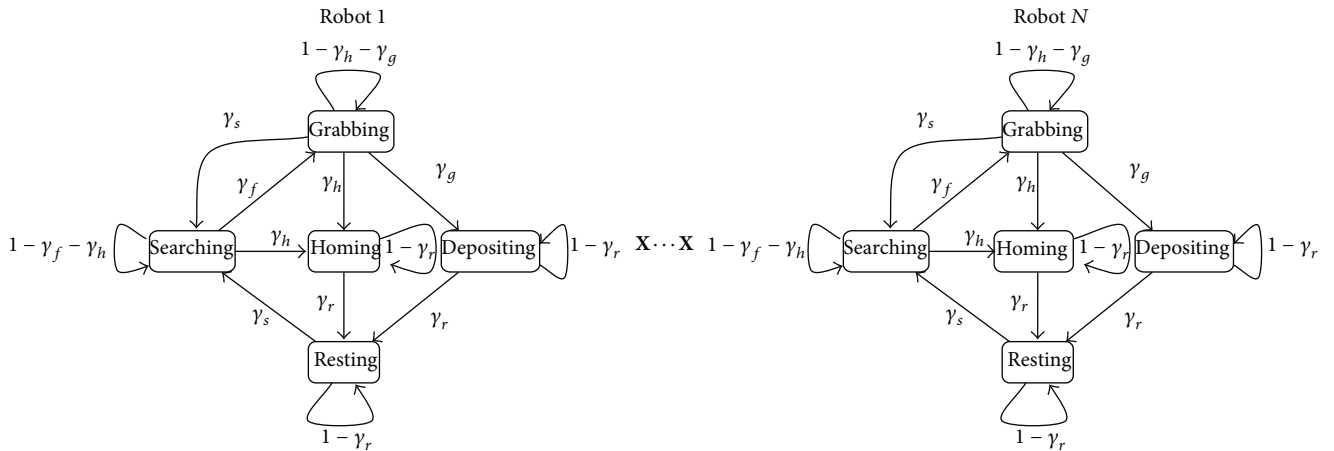 Robot 1
1 − γ_h − γ_g
Grabbing
γ_s
γ_f
γ_h
γ_g
1 − γ_f − γ_h
Searching
γ_h
Homing
1 − γ_r
Depositing
1 − γ_r
γ_s
γ_r
γ_r
Resting
1 − γ_r
X···X
Robot N
1 − γ_h − γ_g
Grabbing
γ_s
γ_f
γ_h
γ_g
1 − γ_f − γ_h
Searching
γ_h
Homing
1 − γ_r
Depositing
1 − γ_r
γ_s
γ_r
γ_r
Resting
1 − γ_r